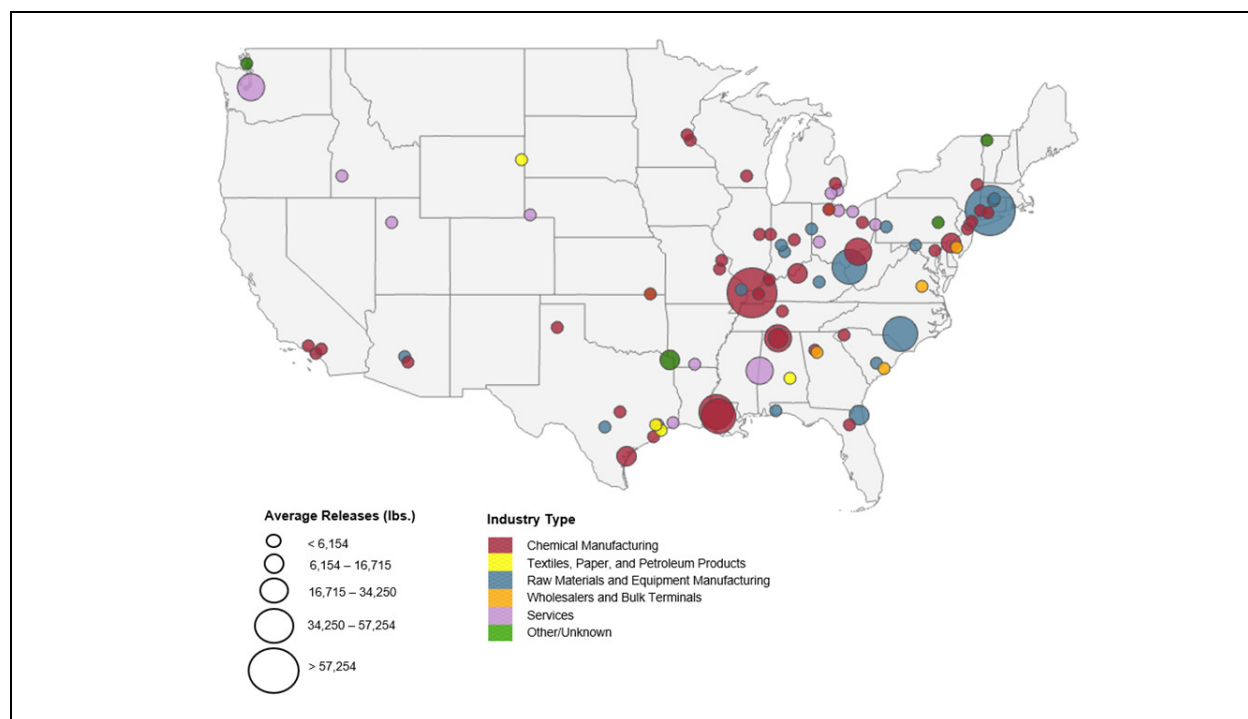 Average Releases (lbs.)
< 6,154
6,154 – 16,715
16,715 – 34,250
34,250 – 57,254
> 57,254
Industry Type
Chemical Manufacturing
Textiles, Paper, and Petroleum Products
Raw Materials and Equipment Manufacturing
Wholesalers and Bulk Terminals
Services
Other/Unknown